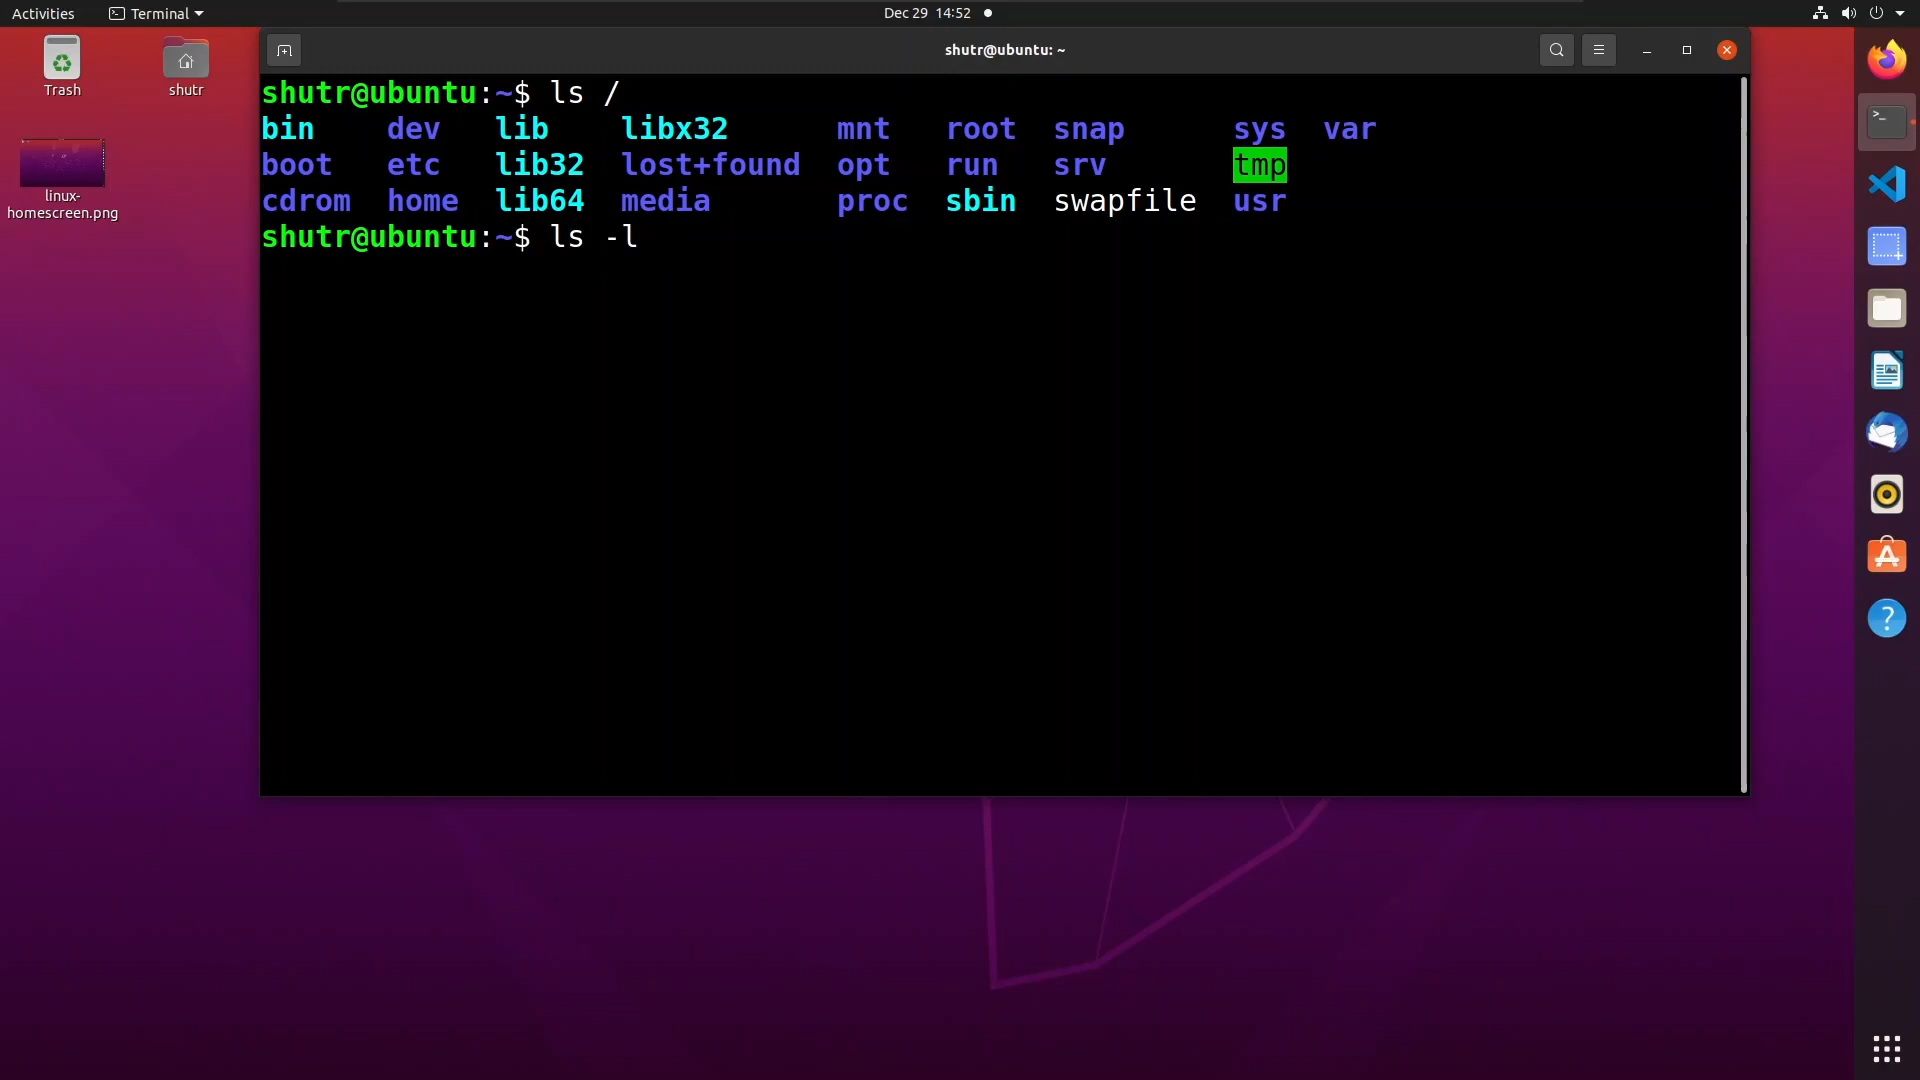 Activities Terminal Dec 29 14:52
shutr@ubuntu: ~
Trash
shutr
linux-
homescreen.png
shutr@ubuntu:~$ ls /
bin dev lib libx32 mnt root snap sys var
boot etc lib32 lost+found opt run srv tmp
cdrom home lib64 media proc sbin swapfile usr
shutr@ubuntu:~$ ls -l